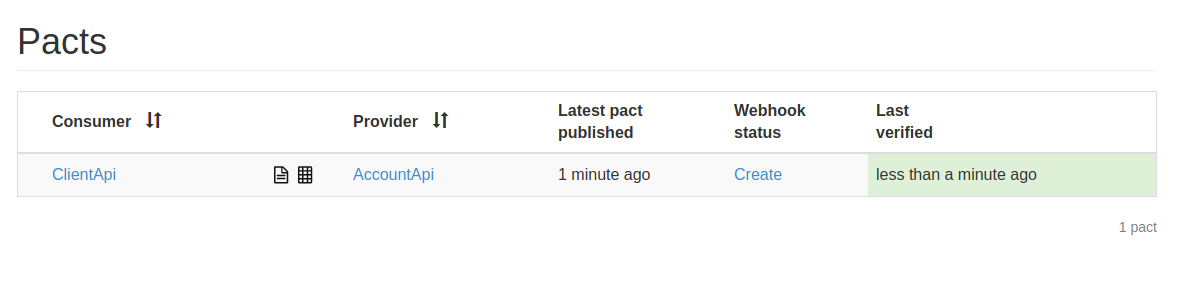 Pacts
Consumer Provider Latest pact published Webhook status Last verified
ClientApi AccountApi 1 minute ago Create less than a minute ago
1 pact